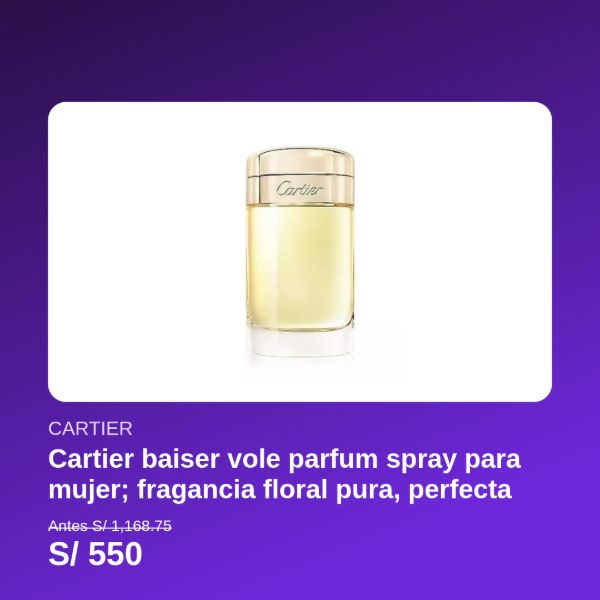 Cartier
CARTIER
Cartier baiser vole parfum spray para
mujer; fragancia floral pura, perfecta
Antes S/ 1,168.75
S/ 550